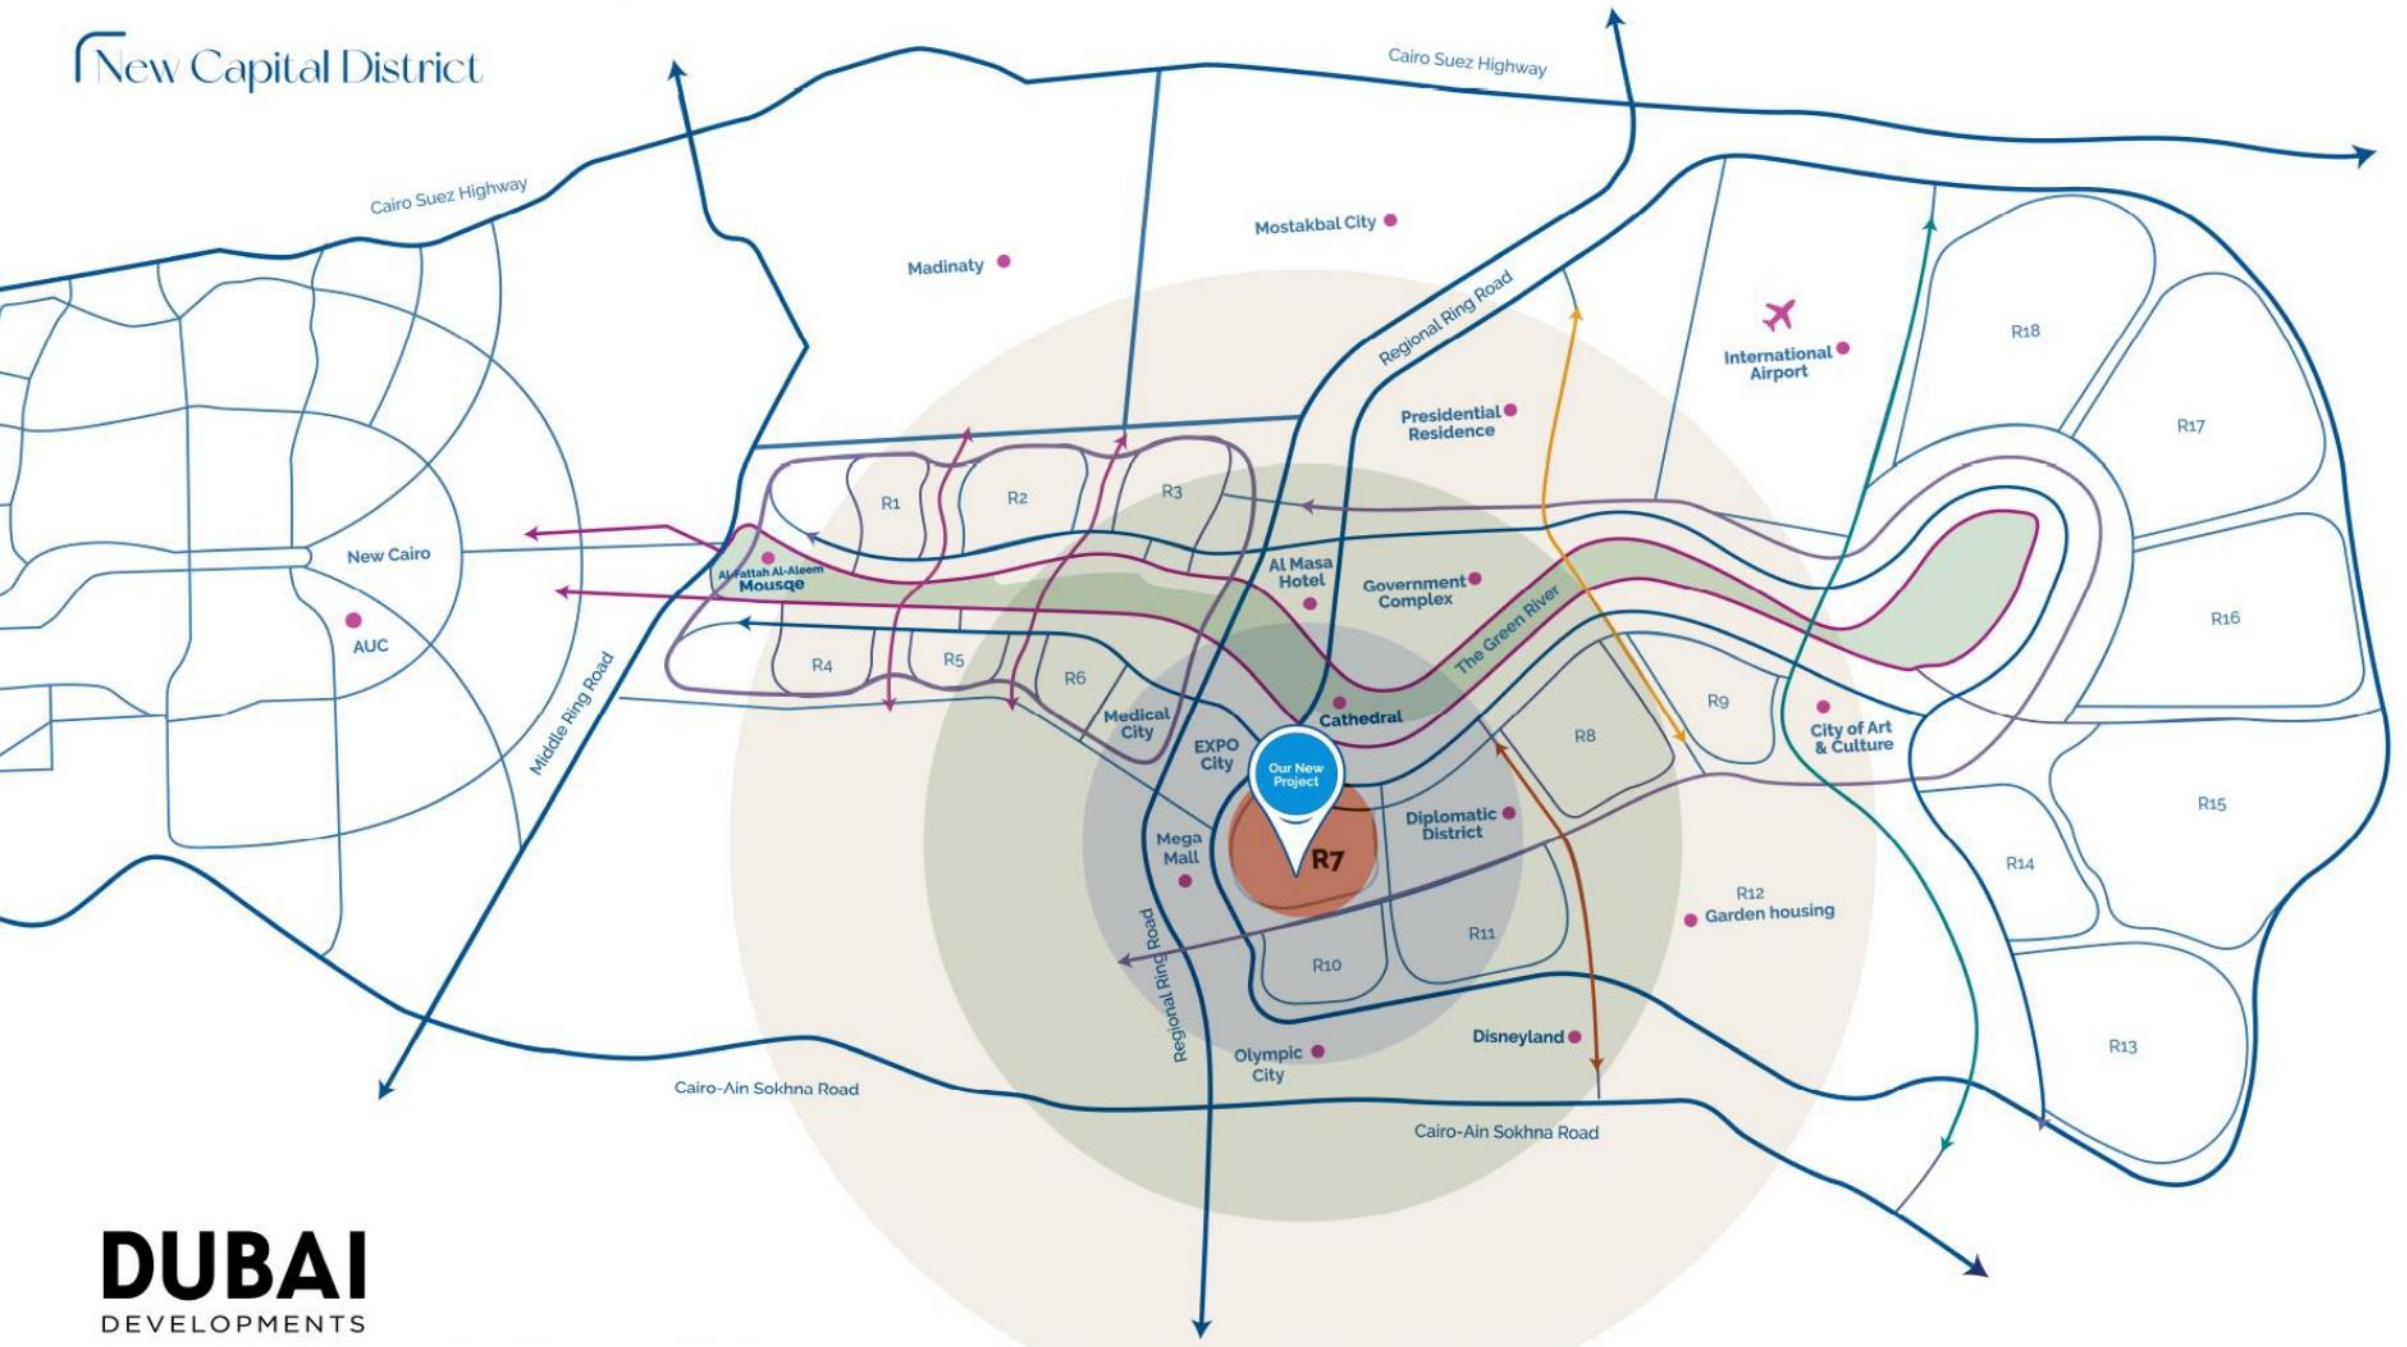 New Capital District
Cairo Suez Highway
Cairo Suez Highway
Mostakbal City
Madinaty
Regional Ring Road
International
Airport
R18
R17
Presidential
Residence
R1
R2
R3
New Cairo
AUC
Al-Fattah Al-Aleem
Mousqe
Al Masa
Hotel
Government
Complex
The Green River
R16
R4
R5
R6
Middle Ring Road
Medical
City
EXPO
City
Cathedral
Our New
Project
R8
R9
City of Art
& Culture
R15
Mega
Mall
R7
Diplomatic
District
R14
R12
Garden housing
R11
R10
Regional Ring Road
Olympic
City
Disneyland
R13
Cairo-Ain Sokhna Road
Cairo-Ain Sokhna Road
DUBAI
DEVELOPMENTS